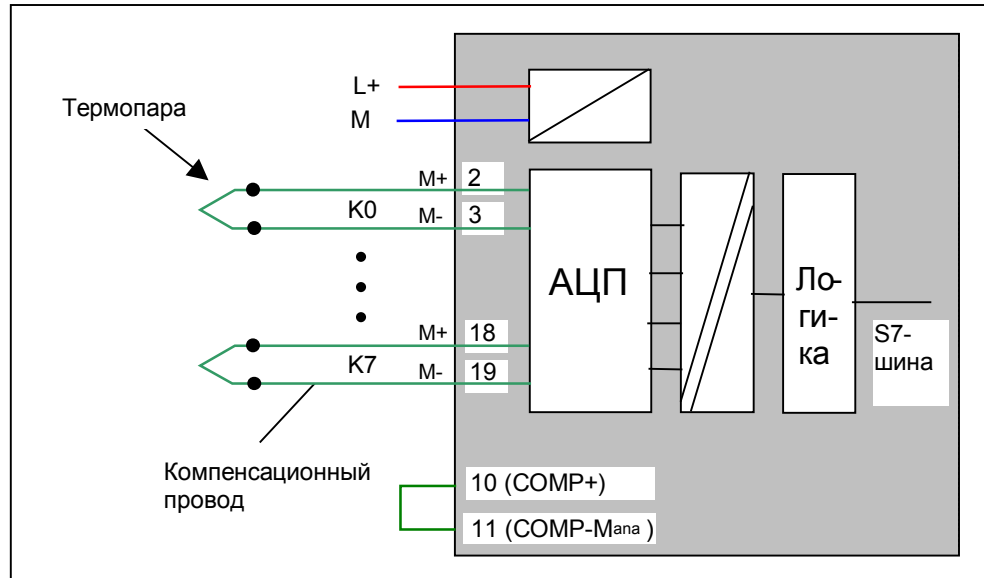 L+
M
Термопара
M+ 2
K0
M- 3
АЦП
Ло-
ги-
ка
S7-
шина
M+ 18
K7
M- 19
Компенсационный
провод
10 (COMP+)
11 (COMP-Mana )